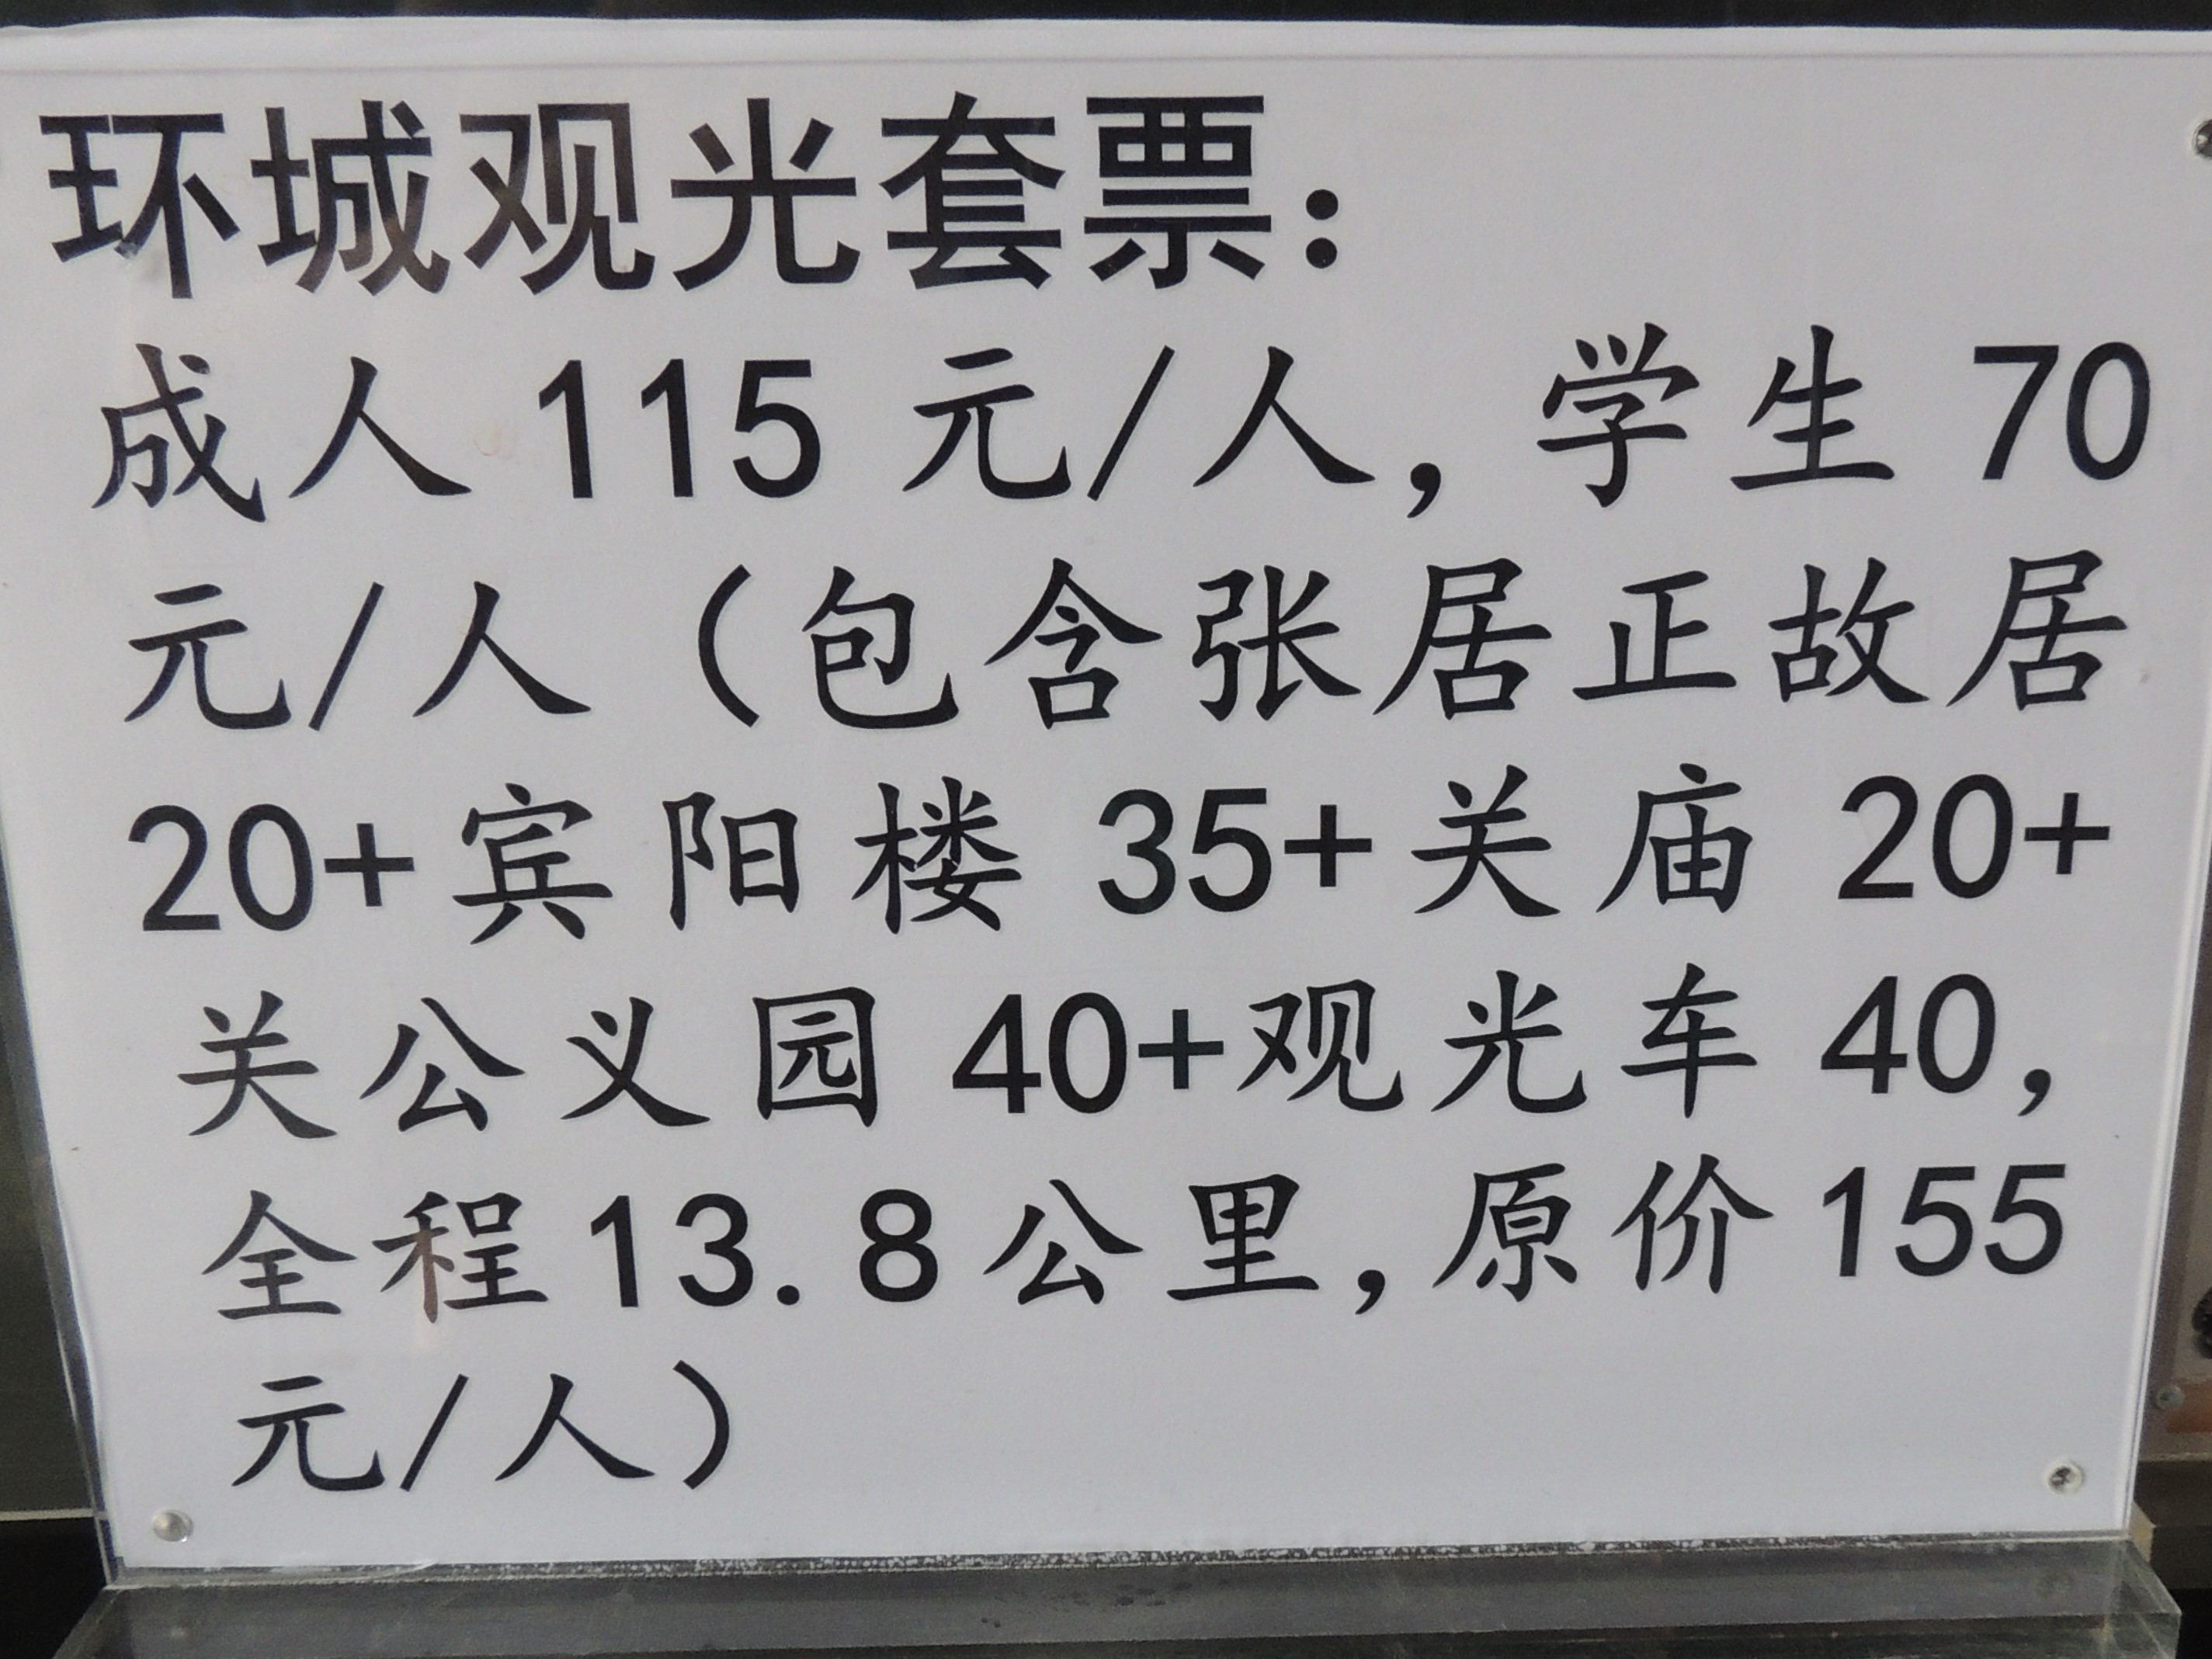 环城观光套票：
成人 115 元/人，学生 70
元/人（包含张居正故居
20+宾阳楼 35+关庙 20+
关公义园 40+观光车 40，
全程 13.8 公里，原价 155
元/人）